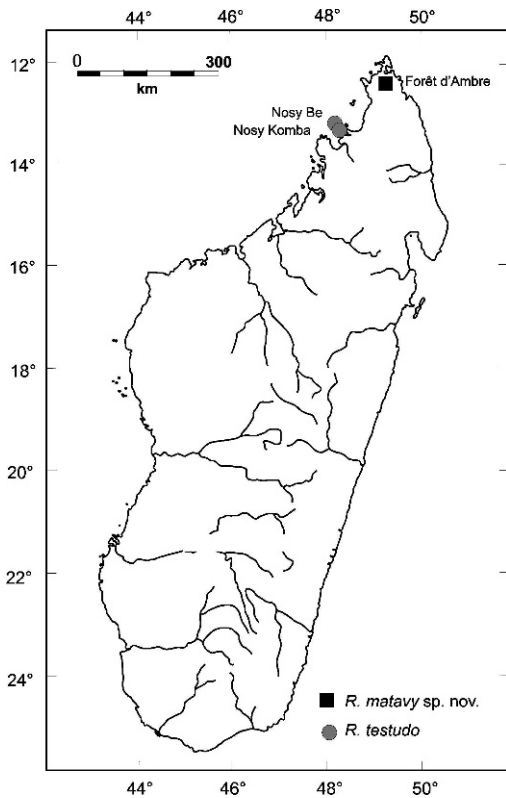 44° 46° 48° 50°
0 300
km
12°
Forêt d’Ambre
Nosy Be
Nosy Komba
14°
16°
18°
20°
22°
24°
R. matavy sp. nov.
R. testudo
44° 46° 48° 50°